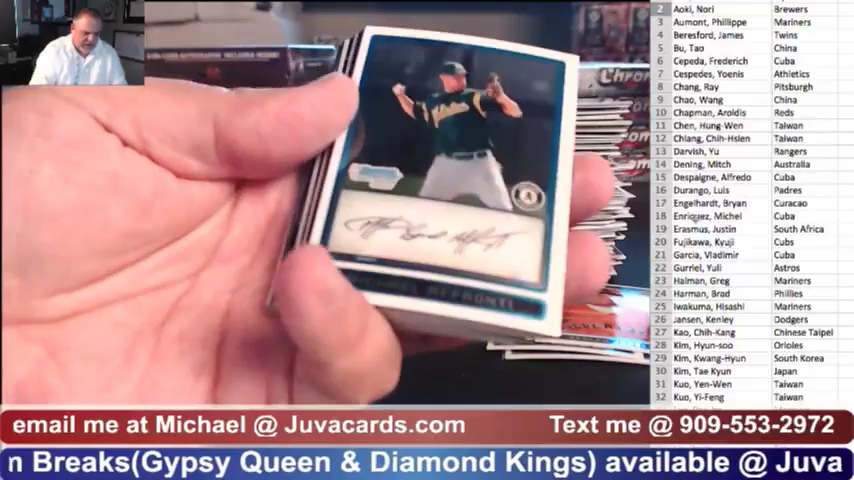 2 Aoki, Nori Brewers
3 Aumont, Phillippe Mariners
4 Beresford, James Twins
5 Bu, Tao China
6 Cepeda, Frederich Cuba
7 Cespedes, Yoenis Athletics
8 Chang, Ray Pitsburgh
9 Chao, Wang China
10 Chapman, Aroldis Reds
11 Chen, Hung-Wen Taiwan
12 Chiang, Chih-Hsien Taiwan
13 Darvish, Yu Rangers
14 Dening, Mitch Australia
15 Despaigne, Alfredo Cuba
16 Durango, Luis Padres
17 Engelhardt, Bryan Curacao
18 Enriquez, Michel Cuba
19 Erasmus, Justin South Africa
20 Fujikawa, Kyuji Cubs
21 Garcia, Vladimir Cuba
22 Gurriel, Yuli Astros
23 Halman, Greg Mariners
24 Harman, Brad Phillies
25 Iwakuma, Hisashi Mariners
26 Jansen, Kenley Dodgers
27 Kao, Chih-Kang Chinese Taipel
28 Kim, Hyun-soo Orioles
29 Kim, Kwang-Hyun South Korea
30 Kim, Tae Kyun Japan
31 Kuo, Yen-Wen Taiwan
32 Kuo, Yi-Feng Taiwan
Chrom
email me at Michael @ Juvacards.com Text me @ 909-553-2972
n Breaks(Gypsy Queen & Diamond Kings) available @ Juva